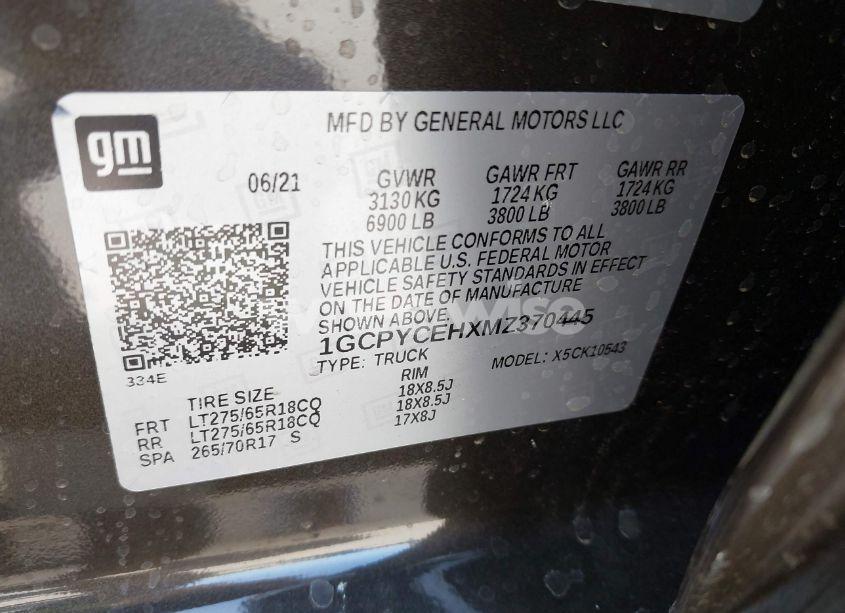 gm
MFD BY GENERAL MOTORS LLC
06/21
GVWR GAWR FRT GAWR RR
3130 KG 1724 KG 1724 KG
6900 LB 3800 LB 3800 LB
THIS VEHICLE CONFORMS TO ALL
APPLICABLE U.S. FEDERAL MOTOR
VEHICLE SAFETY STANDARDS IN EFFECT
ON THE DATE OF MANUFACTURE
SHOWN ABOVE.
1GCPYCEHXMZ370445
TYPE: TRUCK MODEL: X5CK10543
334E
TIRE SIZE RIM
FRT LT275/65R18CQ 18X8.5J
RR LT275/65R18CQ 18X8.5J
SPA 265/70R17 S 17X8J